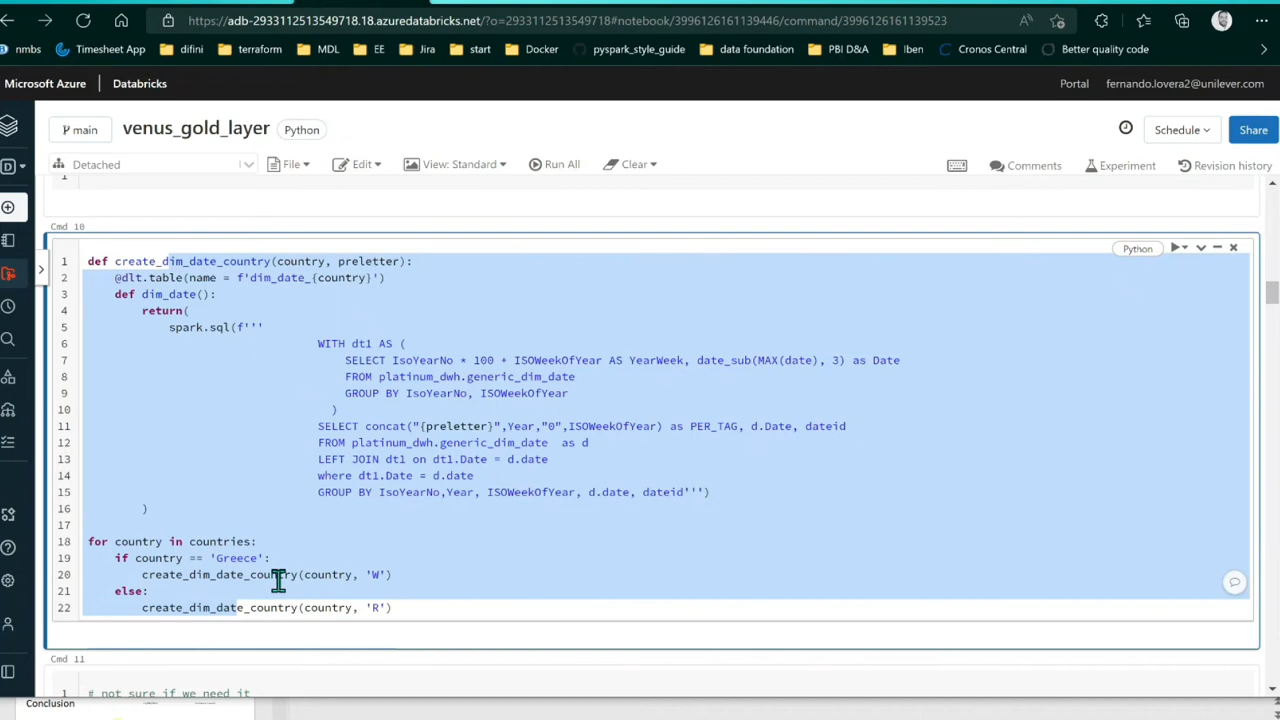 https://adb-2933112513549718.18.azuredatabricks.net/?o=2933112513549718#notebook/3996126161139446/command/3996126161139523
nmbs Timesheet App difini terraform MDL EE Jira start Docker pyspark_style_guide data foundation PBI D&A Iben Cronos Central Better quality code
Microsoft Azure Databricks Portal fernando.lovera2@unilever.com
main venus_gold_layer Python Schedule Share
Detached File Edit View: Standard Run All Clear Comments Experiment Revision history
1
Cmd 10
Python
1 def create_dim_date_country(country, preletter):
2 @dlt.table(name = f'dim_date_{country}')
3 def dim_date():
4 return(
5 spark.sql(f'''
6 WITH dt1 AS (
7 SELECT IsoYearNo * 100 + ISOWeekOfYear AS YearWeek, date_sub(MAX(date), 3) as Date
8 FROM platinum_dwh.generic_dim_date
9 GROUP BY IsoYearNo, ISOWeekOfYear
10 )
11 SELECT concat("{preletter}",Year,"0",ISOWeekOfYear) as PER_TAG, d.Date, dateid
12 FROM platinum_dwh.generic_dim_date as d
13 LEFT JOIN dt1 on dt1.Date = d.date
14 where dt1.Date = d.date
15 GROUP BY IsoYearNo,Year, ISOWeekOfYear, d.date, dateid''')
16 )
17
18 for country in countries:
19 if country == 'Greece':
20 create_dim_date_country(country, 'W')
21 else:
22 create_dim_date_country(country, 'R')
Cmd 11
1 # not sure if we need it
Conclusion